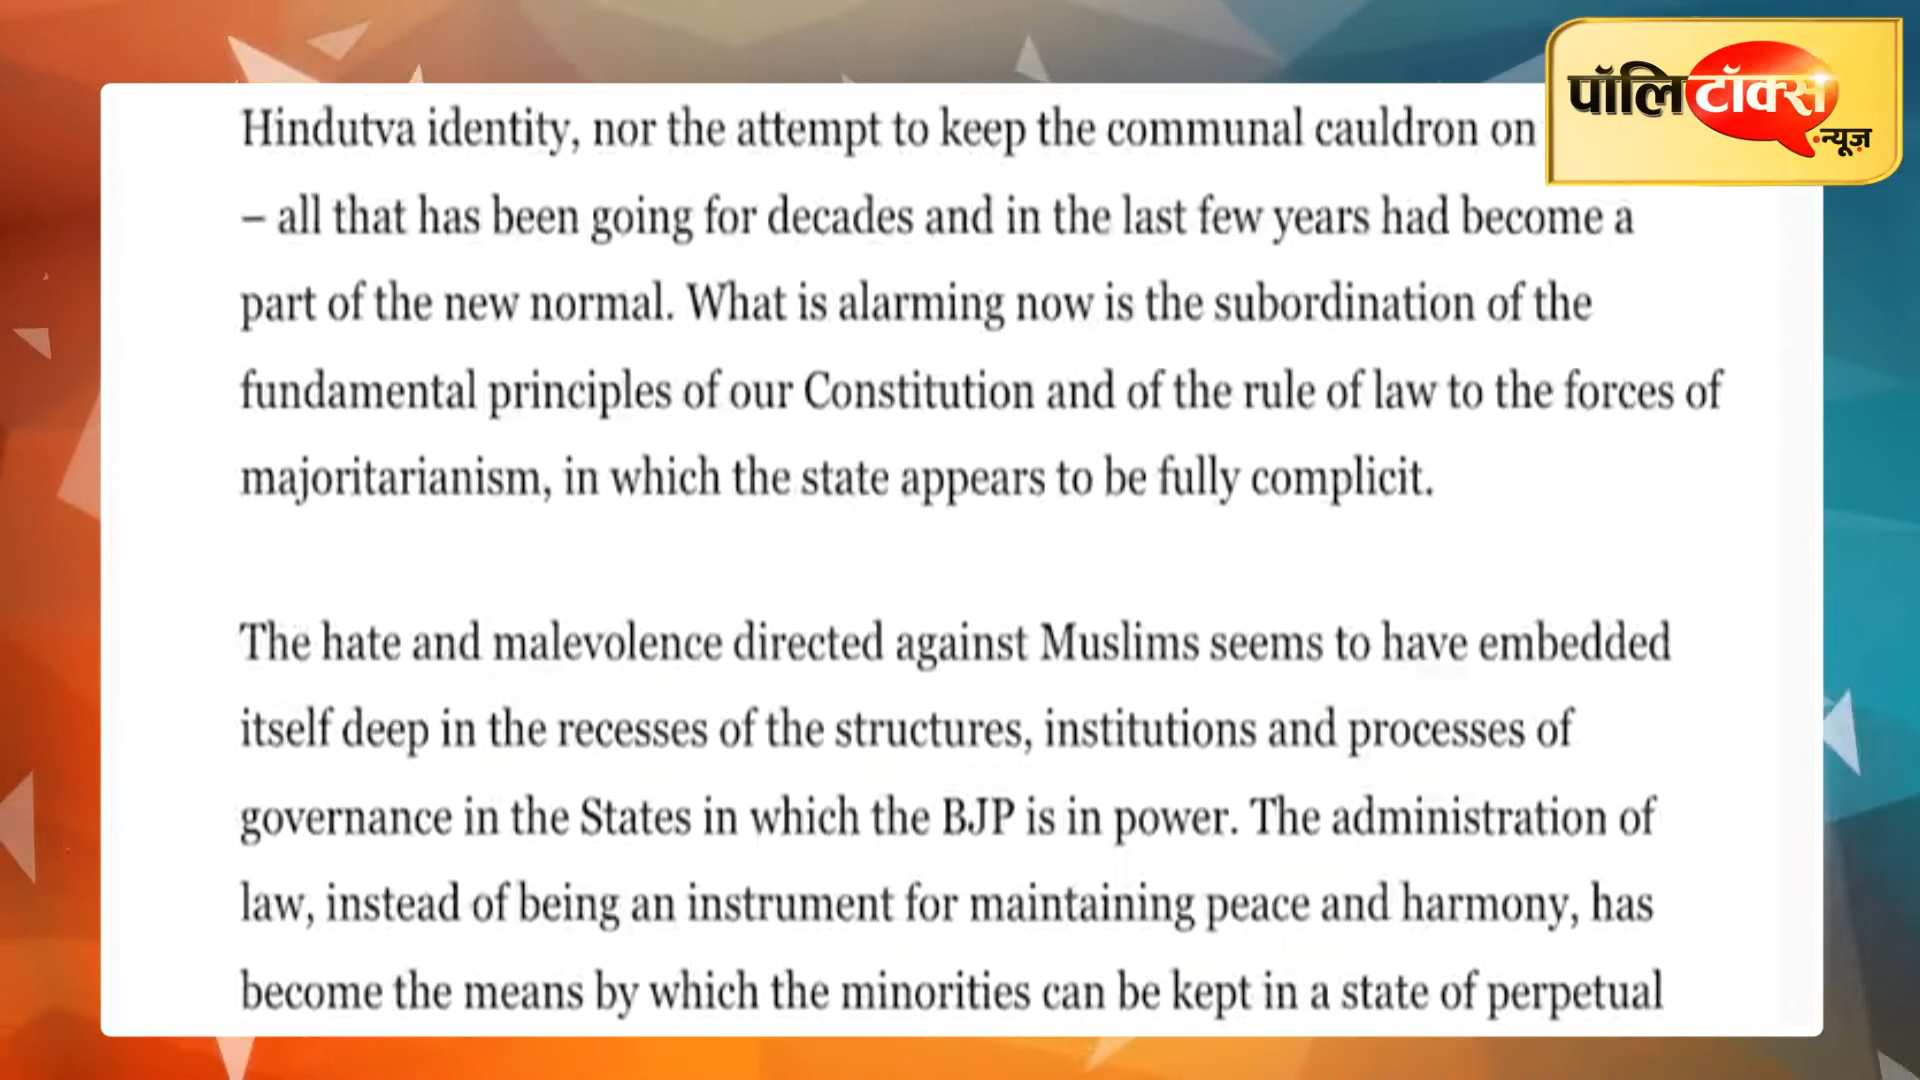 पॉलिटॉक्स
न्यूज़
Hindutva identity, nor the attempt to keep the communal cauldron on
– all that has been going for decades and in the last few years had become a
part of the new normal. What is alarming now is the subordination of the
fundamental principles of our Constitution and of the rule of law to the forces of
majoritarianism, in which the state appears to be fully complicit.
The hate and malevolence directed against Muslims seems to have embedded
itself deep in the recesses of the structures, institutions and processes of
governance in the States in which the BJP is in power. The administration of
law, instead of being an instrument for maintaining peace and harmony, has
become the means by which the minorities can be kept in a state of perpetual